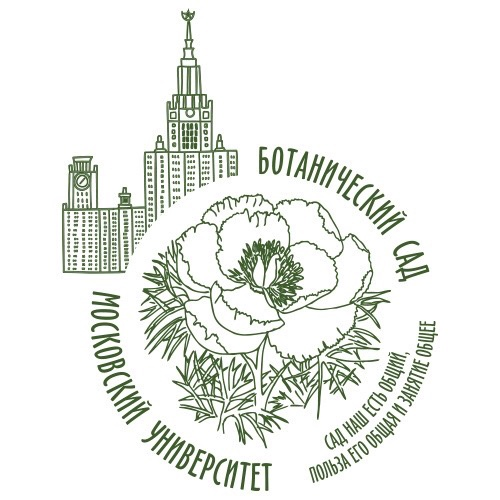 БОТАНИЧЕСКИЙ САД
МОСКОВСКИЙ УНИВЕРСИТЕТ
САД НАШ ЕСТЬ ОБЩИЙ,
ПОЛЬЗА ЕГО ОБЩАЯ И ЗАНЯТИЕ ОБЩЕЕ